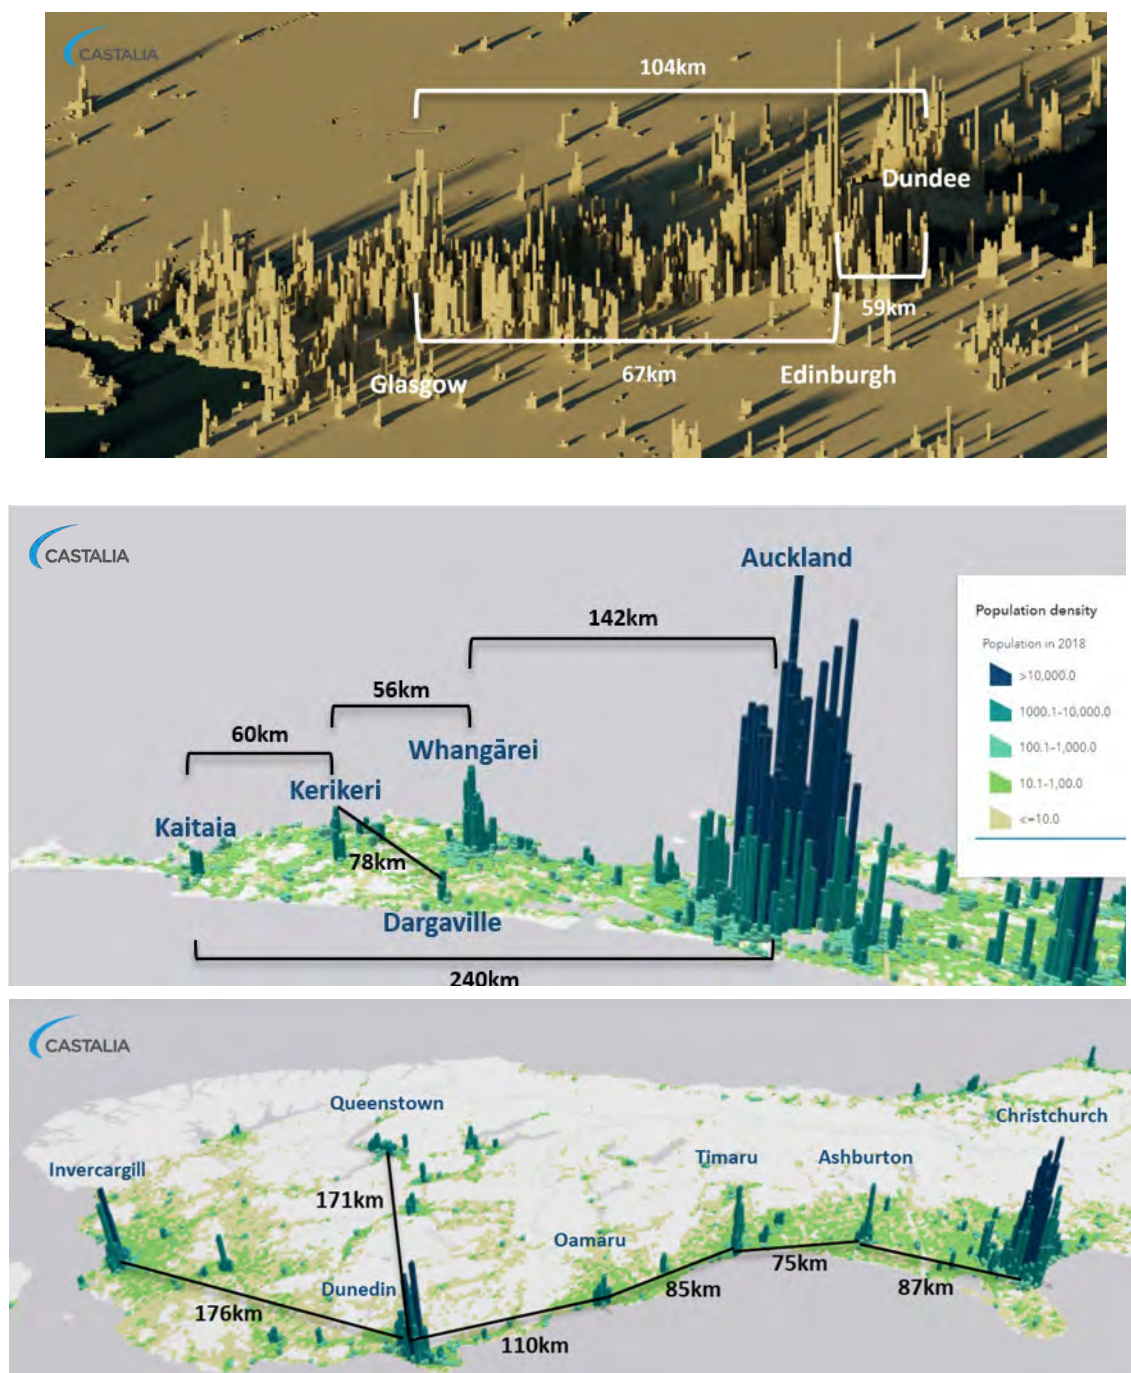 CASTALIA
104km
Dundee
59km
67km
Glasgow
Edinburgh
CASTALIA
Auckland
Population density
142km
Population in 2018
>10,000.0
56km
1000.1-10,000.0
60km
Whangārei
100.1-1,000.0
Kerikeri
10.1-1,00.0
<=10.0
Kaitaia
78km
Dargaville
240km
CASTALIA
Queenstown
Christchurch
Invercargill
Timaru
Ashburton
171km
Oamaru
75km
Dunedin
85km
87km
176km
110km